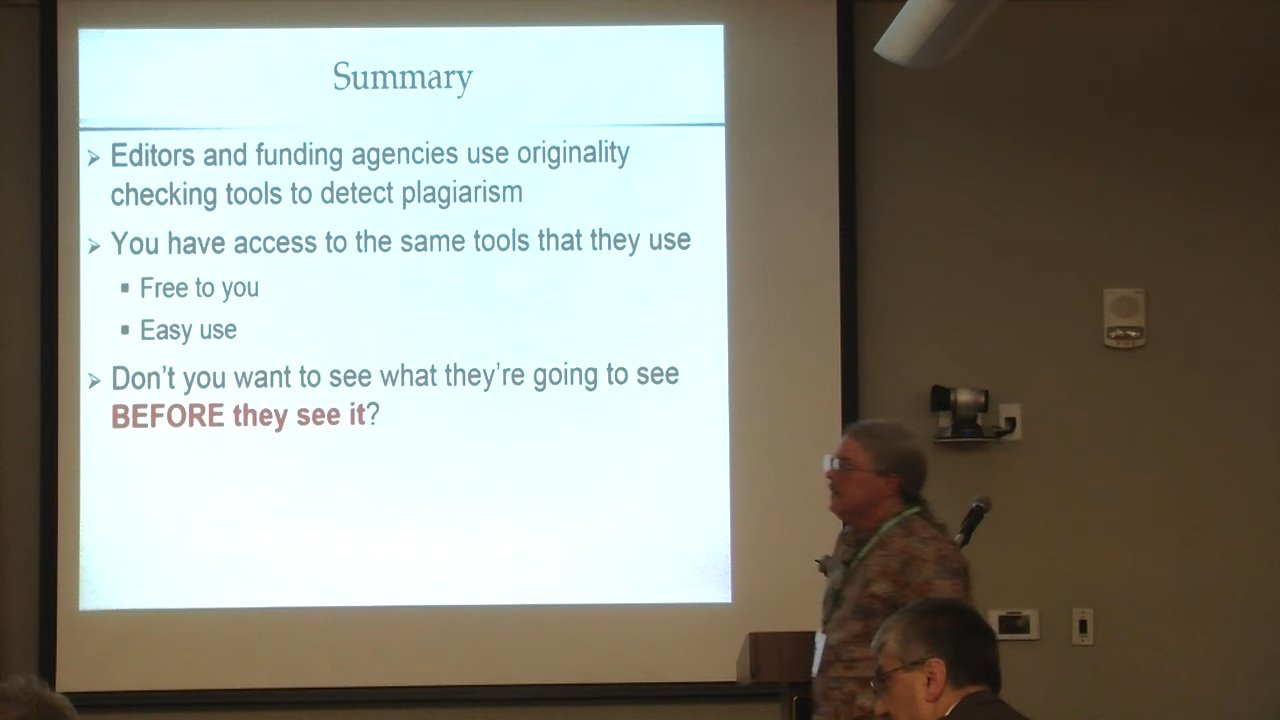 Summary
Editors and funding agencies use originality
checking tools to detect plagiarism
You have access to the same tools that they use
Free to you
Easy use
Don't you want to see what they're going to see
BEFORE they see it?